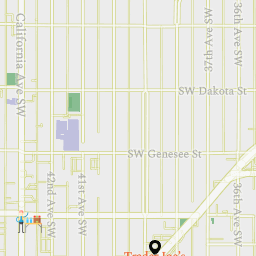 California Ave SW
37th Ave SW
36th Ave SW
SW Dakota St
SW Genesee St
42nd Ave SW
41st Ave SW
36th Ave SW
Trader Joe's